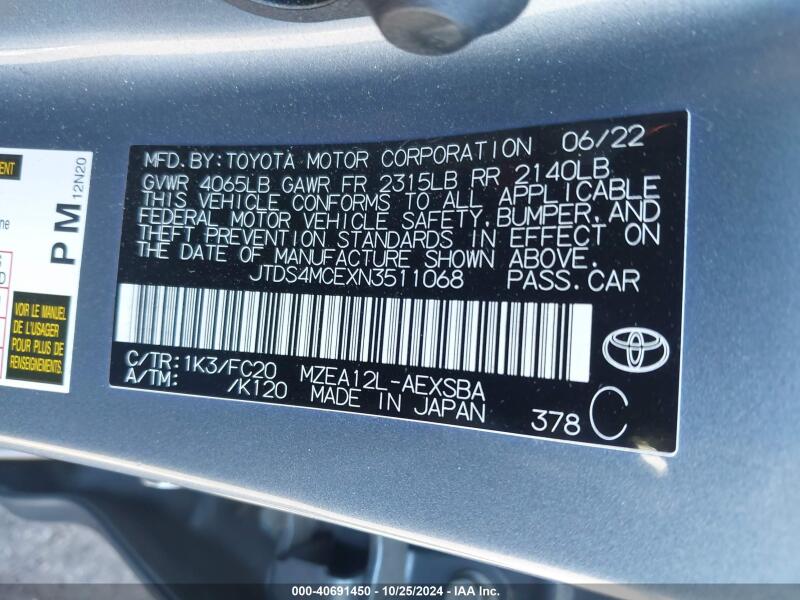 MFD. BY: TOYOTA MOTOR CORPORATION 06/22
GVWR 4065LB GAWR FR 2315LB RR 2140LB
THIS VEHICLE CONFORMS TO ALL APPLICABLE
FEDERAL MOTOR VEHICLE SAFETY, BUMPER, AND
THEFT PREVENTION STANDARDS IN EFFECT ON
THE DATE OF MANUFACTURE SHOWN ABOVE.
JTDS4MCEXN3511068 PASS.CAR
C/TR: 1K3/FC20 MZEA12L-AEXSBA
A/TM: /K120 MADE IN JAPAN
378 C
PM
12N20
VOIR LE MANUEL
DE L'USAGER
POUR PLUS DE
RENSEIGNEMENTS
000-40691450 - 10/25/2024 - IAA Inc.